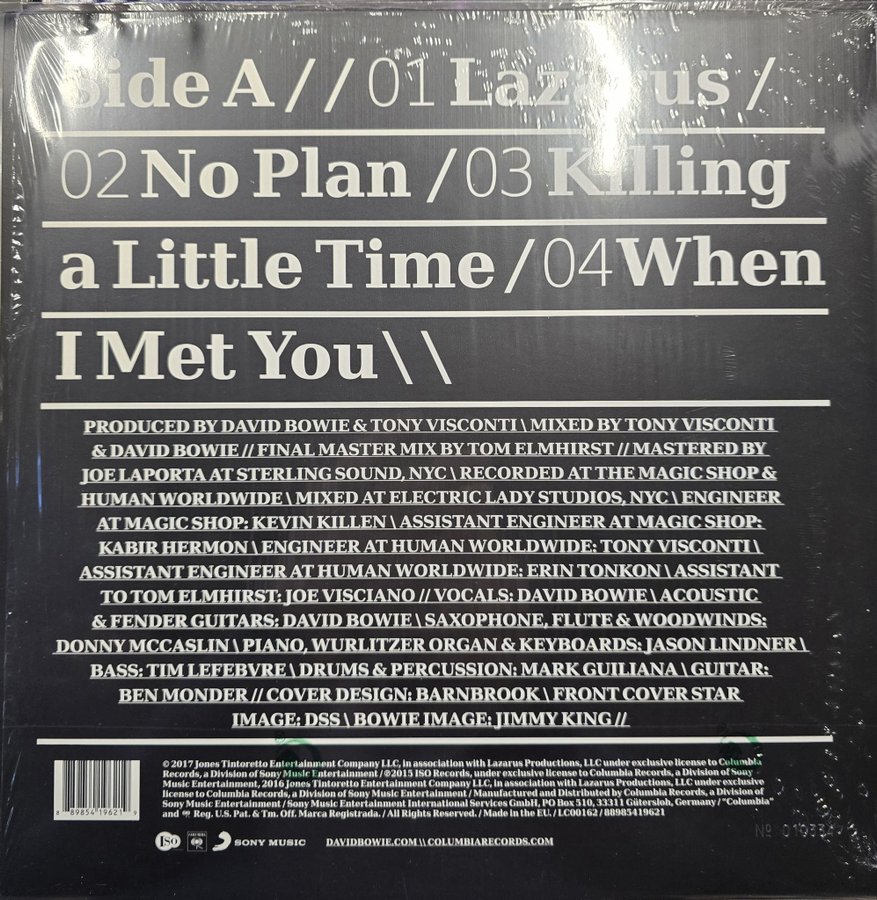 Side A // 01 Lazarus /
02 No Plan / 03 Killing
a Little Time / 04 When
I Met You \\
PRODUCED BY DAVID BOWIE & TONY VISCONTI \ MIXED BY TONY VISCONTI
& DAVID BOWIE // FINAL MASTER MIX BY TOM ELMHIRST // MASTERED BY
JOE LAPORTA AT STERLING SOUND, NYC \ RECORDED AT THE MAGIC SHOP &
HUMAN WORLDWIDE \ MIXED AT ELECTRIC LADY STUDIOS, NYC \ ENGINEER
AT MAGIC SHOP: KEVIN KILLEN \ ASSISTANT ENGINEER AT MAGIC SHOP:
KABIR HERMON \ ENGINEER AT HUMAN WORLDWIDE: TONY VISCONTI \
ASSISTANT ENGINEER AT HUMAN WORLDWIDE: ERIN TONKON \ ASSISTANT
TO TOM ELMHIRST: JOE VISCIANO // VOCALS: DAVID BOWIE \ ACOUSTIC
& FENDER GUITARS: DAVID BOWIE \ SAXOPHONE, FLUTE & WOODWINDS:
DONNY MCCASLIN \ PIANO, WURLITZER ORGAN & KEYBOARDS: JASON LINDNER \
BASS: TIM LEFEBVRE \ DRUMS & PERCUSSION: MARK GUILIANA \ GUITAR:
BEN MONDER // COVER DESIGN: BARNBROOK \ FRONT COVER STAR
IMAGE: DSS \ BOWIE IMAGE: JIMMY KING //
© 2017 Jones Tintoretto Entertainment Company LLC, in association with Lazarus Productions, LLC under exclusive license to Columbia
Records, a Division of Sony Music Entertainment / ℗2015 ISO Records, under exclusive license to Columbia Records, a Division of Sony
Music Entertainment, 2016 Jones Tintoretto Entertainment Company LLC, in association with Lazarus Productions, LLC under exclusive
license to Columbia Records, a Division of Sony Music Entertainment / Manufactured and Distributed by Columbia Records, a Division of
Sony Music Entertainment / Sony Music Entertainment International Services GmbH, PO Box 510, 33311 Gütersloh, Germany / "Columbia"
and Reg. U.S. Pat. & Tm. Off. Marca Registrada. / All Rights Reserved. / Made in the EU. / LC00162 / 88985419621
8 89854 19621 9
Nº
ISO SONY MUSIC DAVIDBOWIE.COM \\ COLUMBIARECORDS.COM